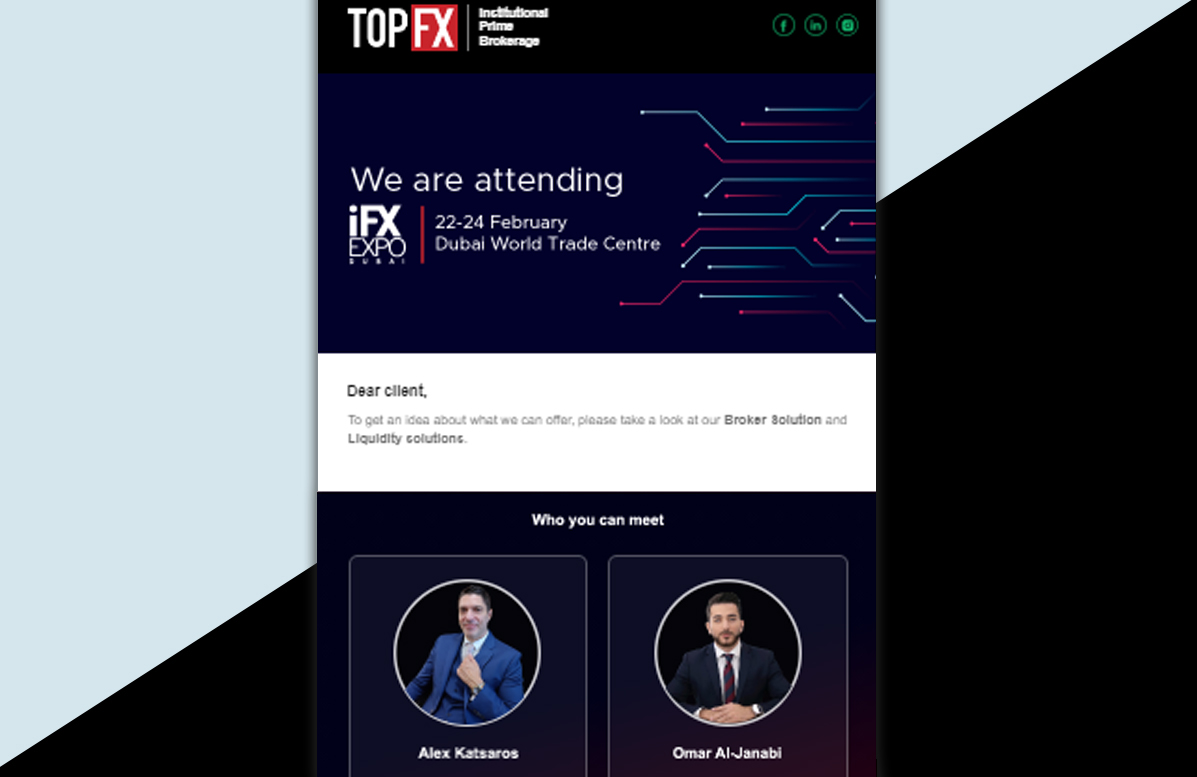 TOPFX
Institutional
Prime
Brokerage
We are attending
iFX
EXPO
DUBAI
22-24 February
Dubai World Trade Centre
Dear client,
To get an idea about what we can offer, please take a look at our Broker Solution and
Liquidity solutions.
Who you can meet
Alex Katsaros
Omar Al-Janabi